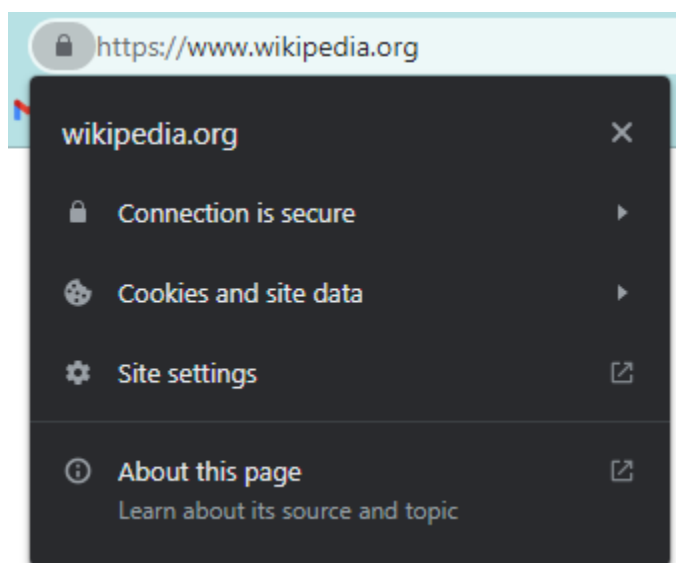 https://www.wikipedia.org
wikipedia.org
Connection is secure
Cookies and site data
Site settings
About this page
Learn about its source and topic